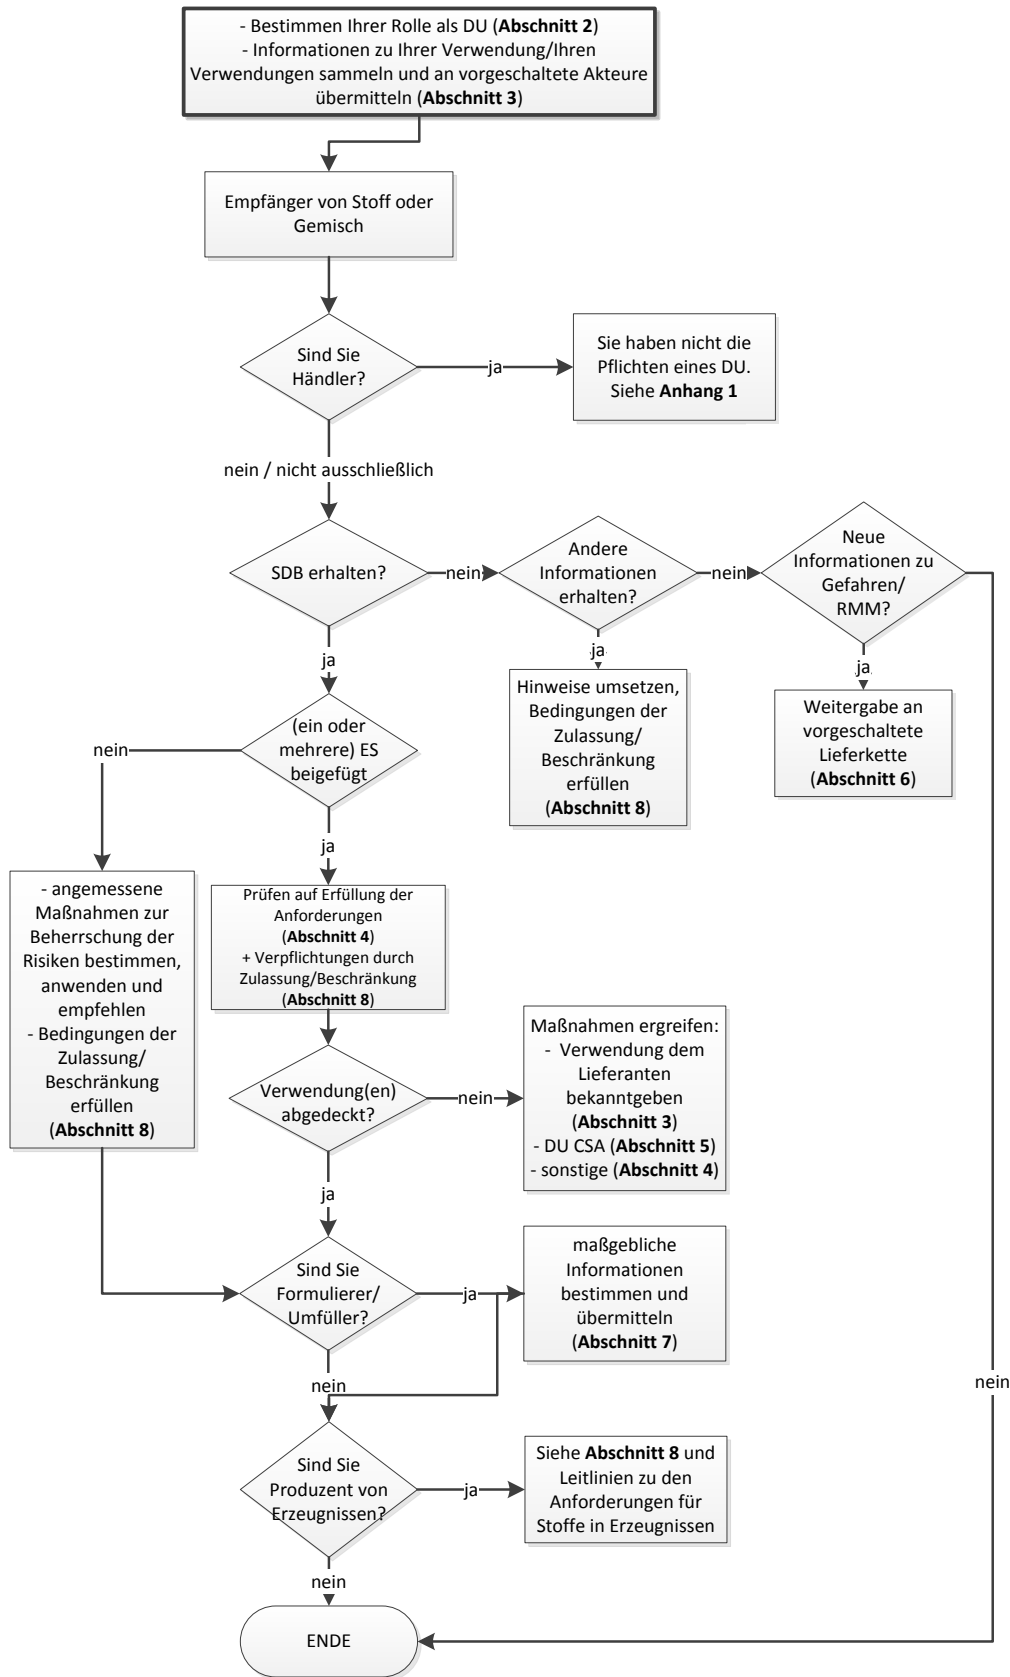 - Bestimmen Ihrer Rolle als DU (Abschnitt 2)
- Informationen zu Ihrer Verwendung/Ihren
Verwendungen sammeln und an vorgeschaltete Akteure
übermitteln (Abschnitt 3)
Empfänger von Stoff oder
Gemisch
Sind Sie
Händler?
ja
Sie haben nicht die
Pflichten eines DU.
Siehe Anhang 1
nein / nicht ausschließlich
SDB erhalten?
nein
Andere
Informationen
erhalten?
nein
Neue
Informationen zu
Gefahren/
RMM?
ja
ja
ja
Hinweise umsetzen,
Bedingungen der
Zulassung/
Beschränkung
erfüllen
(Abschnitt 8)
Weitergabe an
vorgeschaltete
Lieferkette
(Abschnitt 6)
(ein oder
mehrere) ES
beigefügt
nein
ja
- angemessene
Maßnahmen zur
Beherrschung der
Risiken bestimmen,
anwenden und
empfehlen
- Bedingungen der
Zulassung/
Beschränkung
erfüllen
(Abschnitt 8)
Prüfen auf Erfüllung der
Anforderungen
(Abschnitt 4)
+ Verpflichtungen durch
Zulassung/Beschränkung
(Abschnitt 8)
Verwendung(en)
abgedeckt?
nein
Maßnahmen ergreifen:
- Verwendung dem
Lieferanten
bekanntgeben
(Abschnitt 3)
- DU CSA (Abschnitt 5)
- sonstige (Abschnitt 4)
ja
Sind Sie
Formulierer/
Umfüller?
ja
maßgebliche
Informationen
bestimmen und
übermitteln
(Abschnitt 7)
nein
nein
Sind Sie
Produzent von
Erzeugnissen?
ja
Siehe Abschnitt 8 und
Leitlinien zu den
Anforderungen für
Stoffe in Erzeugnissen
nein
ENDE